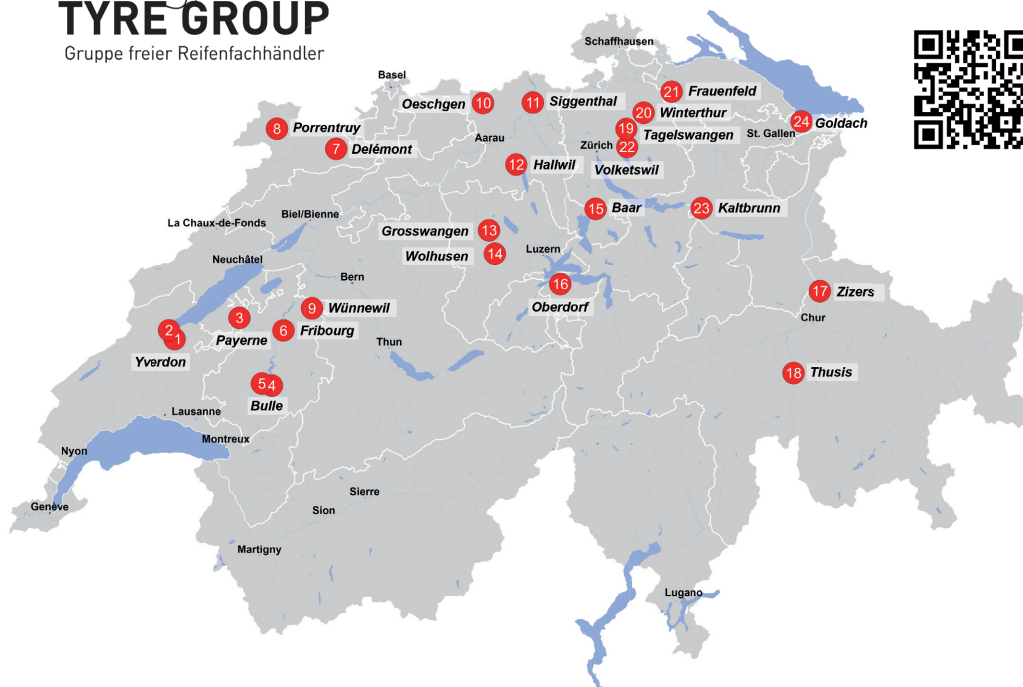 TYRE GROUP
Gruppe freier Reifenfachhändler
Schaffhausen
Basel
21 Frauenfeld
Oeschgen 10
11 Siggenthal
20 Winterthur
24 Goldach
8 Porrentruy
19 Tagelswangen
St. Gallen
Aarau
7 Delémont
Zürich 22
Volketswil
12 Hallwil
15 Baar
23 Kaltbrunn
Biel/Bienne
La Chaux-de-Fonds
Grosswangen 13
Wolhusen 14
Luzern
Neuchâtel
Bern
16
Oberdorf
17 Zizers
9 Wünnewil
3
Payerne
6 Fribourg
Chur
2
1
Yverdon
Thun
18 Thusis
5 4
Bulle
Lausanne
Montreux
Nyon
Sierre
Genève
Sion
Martigny
Lugano